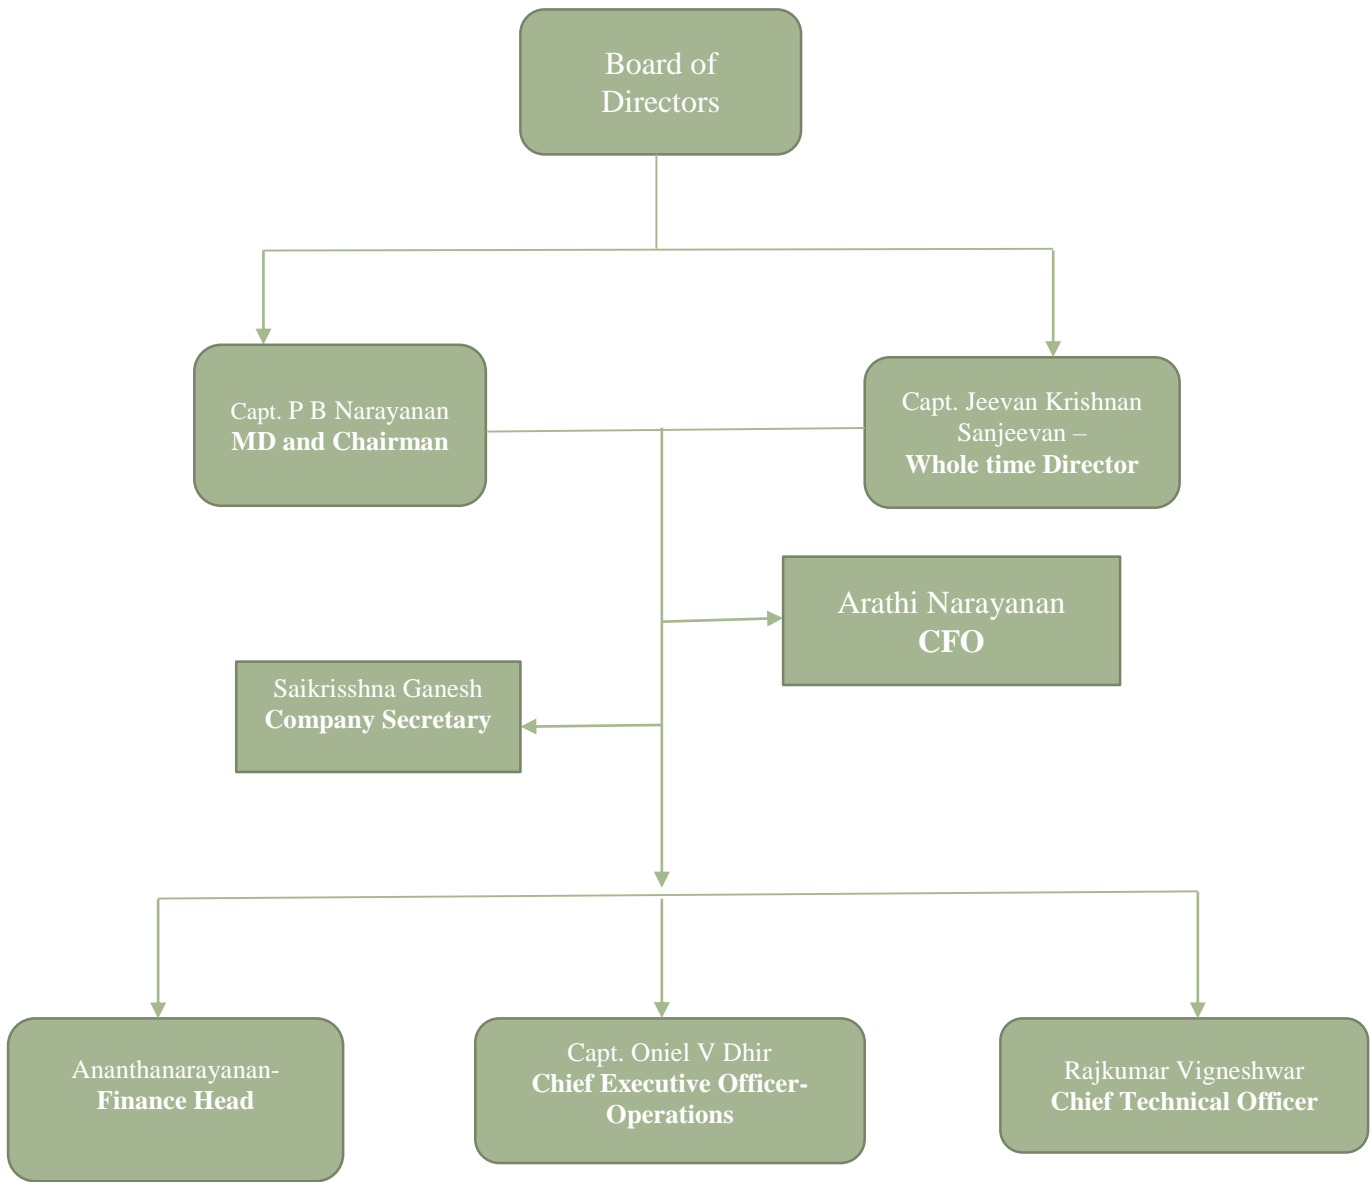 Board of
Directors
Capt. P B Narayanan
MD and Chairman
Capt. Jeevan Krishnan
Sanjeevan –
Whole time Director
Arathi Narayanan
CFO
Saikrisshna Ganesh
Company Secretary
Ananthanarayanan-
Finance Head
Capt. Oniel V Dhir
Chief Executive Officer-
Operations
Rajkumar Vigneshwar
Chief Technical Officer